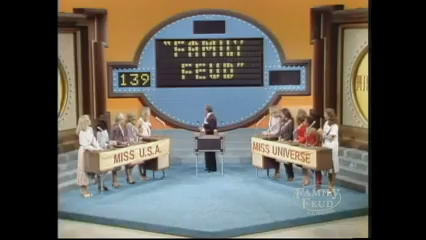 "FAMILY
FEUD"
139
MISS U.S.A.
MISS UNIVERSE
FAMILY
FEUD